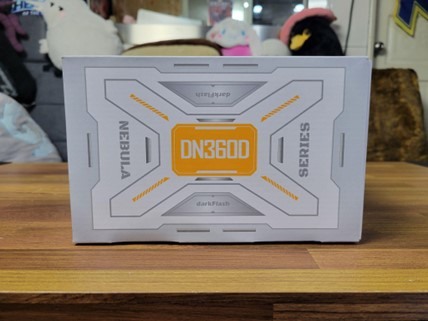 darkFlash
NEBULA
DN360D
SERIES
darkFlash